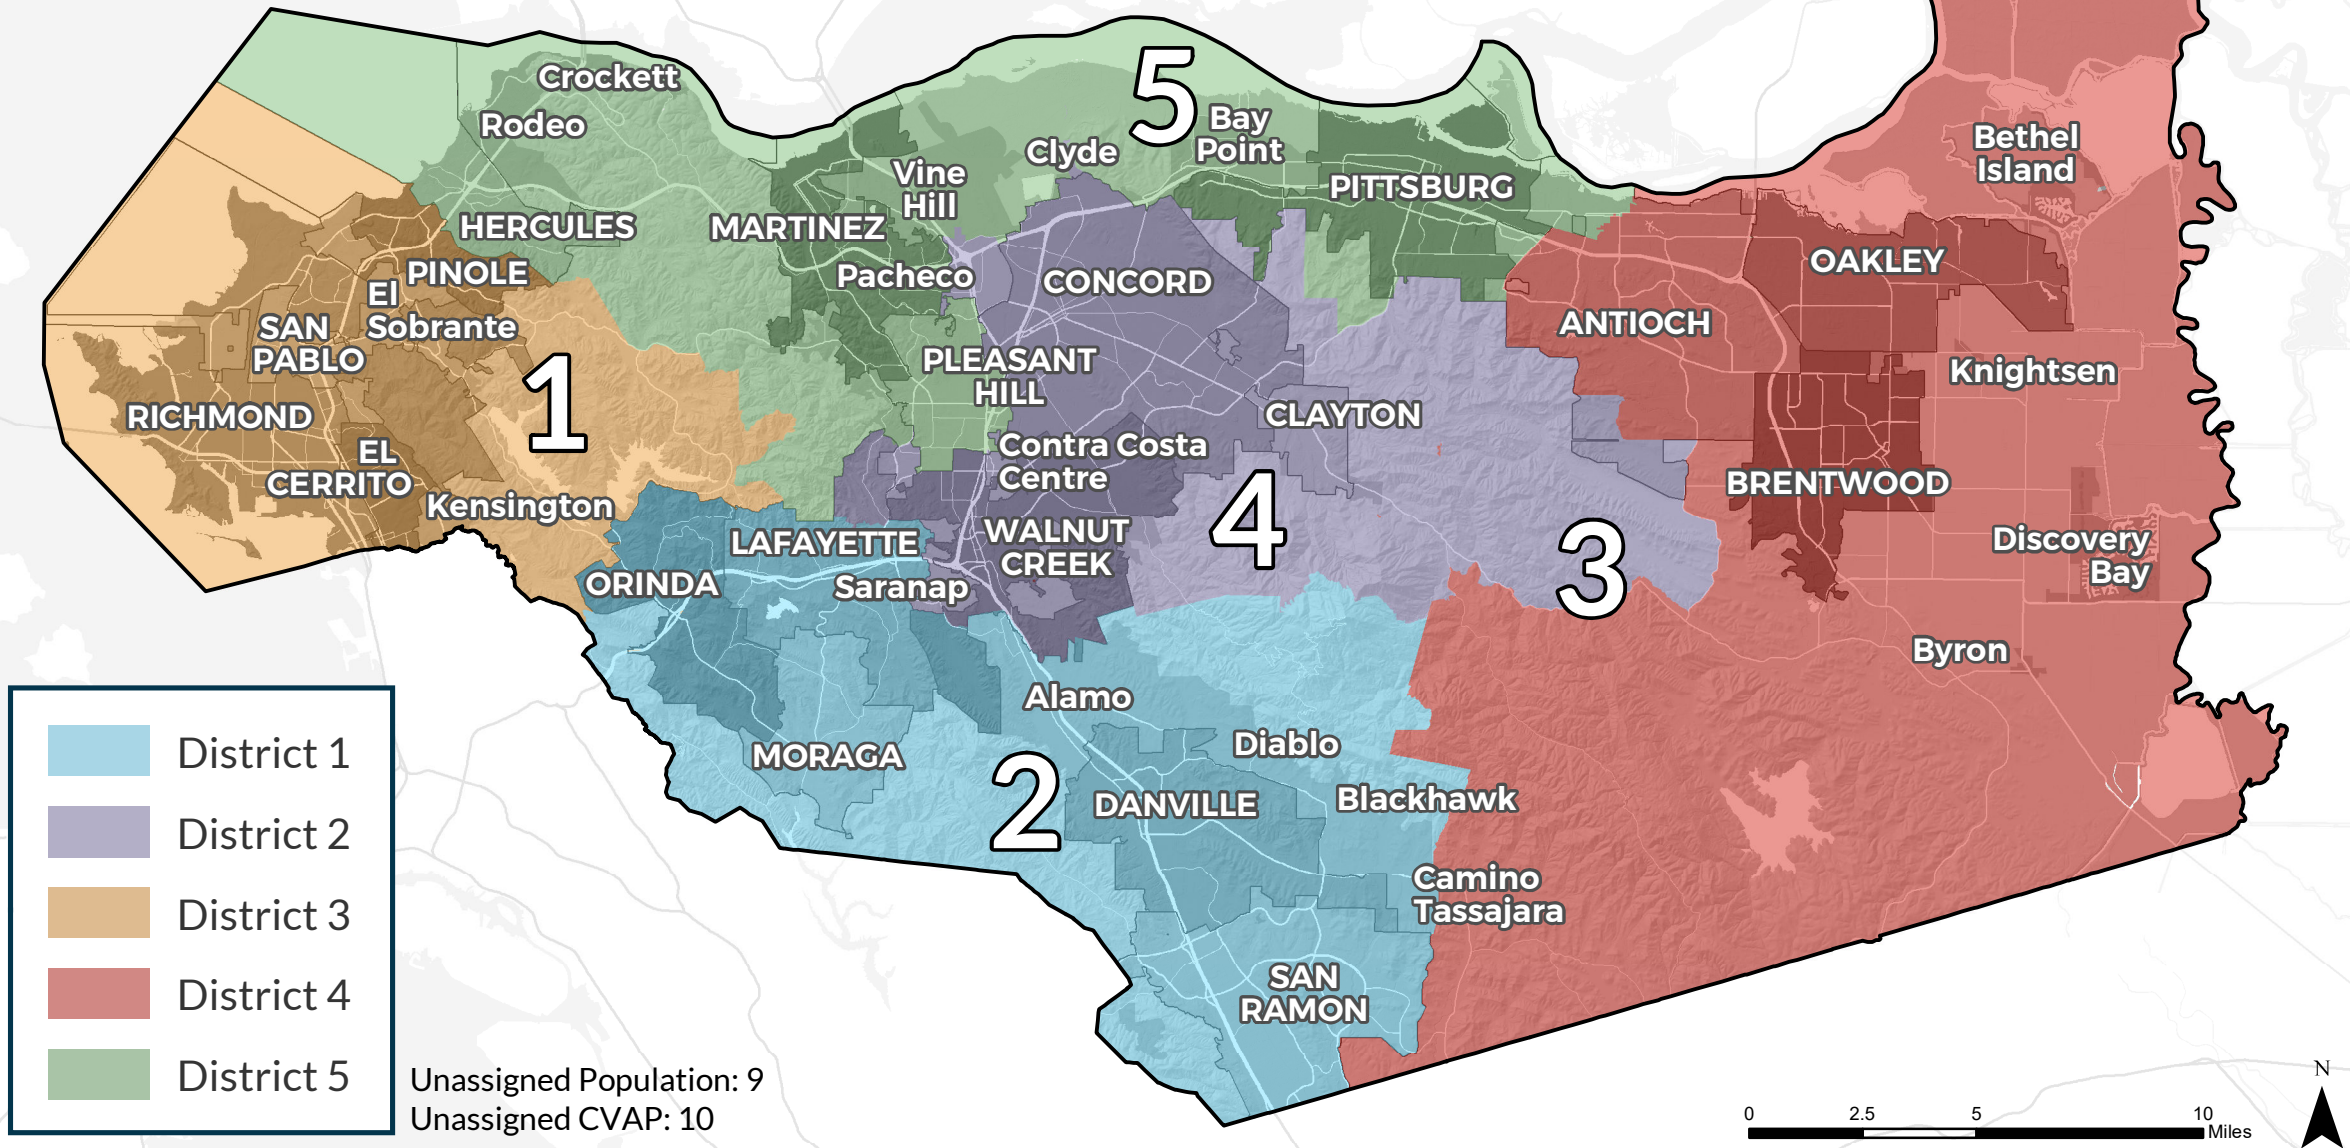 Crockett
Rodeo
5
Bay
Point
Clyde
Vine
Hill
PITTSBURG
Bethel
Island
HERCULES
MARTINEZ
PINOLE
Pacheco
CONCORD
OAKLEY
El
Sobrante
SAN
PABLO
ANTIOCH
1
PLEASANT
HILL
Knightsen
RICHMOND
CLAYTON
EL
CERRITO
Contra Costa
Centre
Kensington
BRENTWOOD
4
3
LAFAYETTE
WALNUT
CREEK
Discovery
Bay
ORINDA
Saranap
Byron
Alamo
MORAGA
Diablo
2
DANVILLE
Blackhawk
Camino
Tassajara
SAN
RAMON
District 1
District 2
District 3
District 4
District 5
Unassigned Population: 9
Unassigned CVAP: 10
0 2.5 5 10
Miles
N